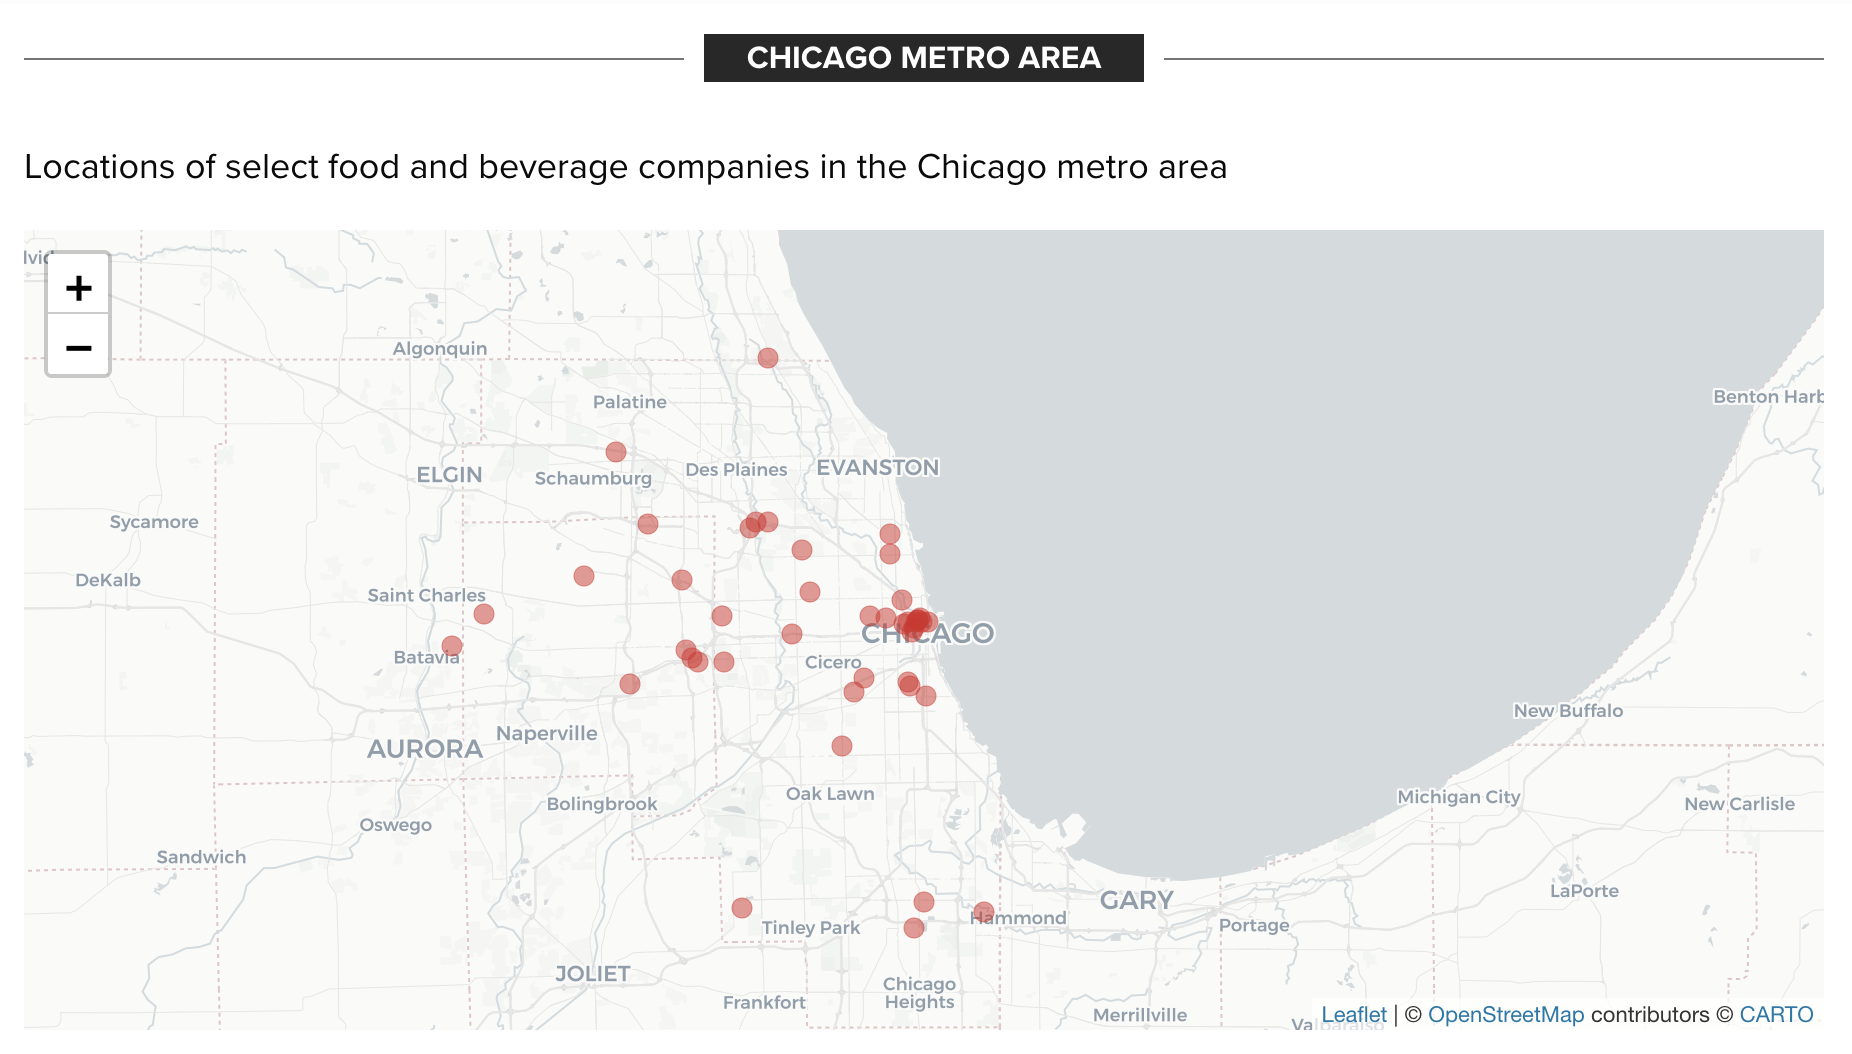 CHICAGO METRO AREA
Locations of select food and beverage companies in the Chicago metro area
+
−
Algonquin
Benton Harb
Palatine
ELGIN
Schaumburg
Des Plaines
EVANSTON
Sycamore
DeKalb
Saint Charles
CHICAGO
Batavia
Cicero
New Buffalo
AURORA
Naperville
Bolingbrook
Oak Lawn
Michigan City
New Carlisle
Oswego
Sandwich
LaPorte
GARY
Tinley Park
Hammond
Portage
JOLIET
Frankfort
Chicago
Heights
Merrillville
Valparaiso
Leaflet | © OpenStreetMap contributors © CARTO